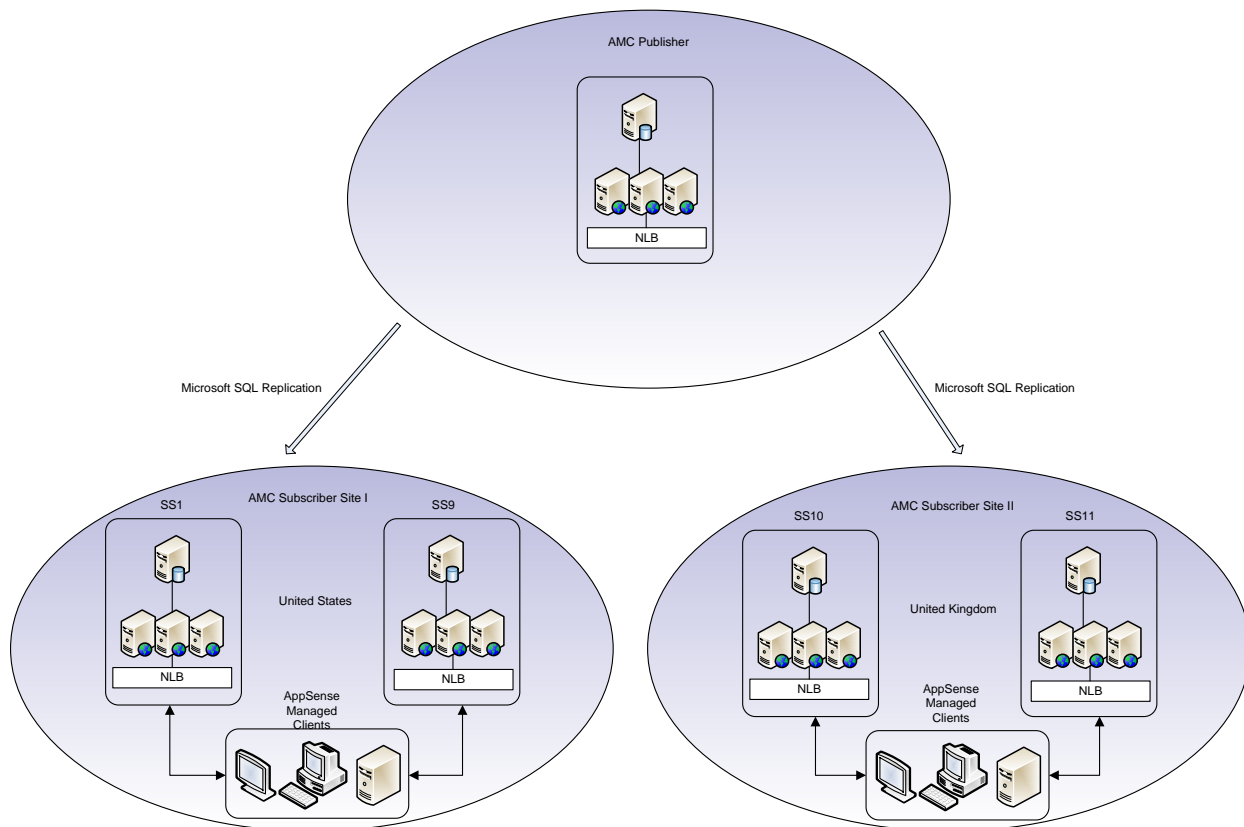 AMC Publisher
NLB
Microsoft SQL Replication
Microsoft SQL Replication
AMC Subscriber Site I
SS1
SS9
United States
NLB
NLB
AppSense
Managed
Clients
AMC Subscriber Site II
SS10
SS11
United Kingdom
NLB
NLB
AppSense
Managed
Clients